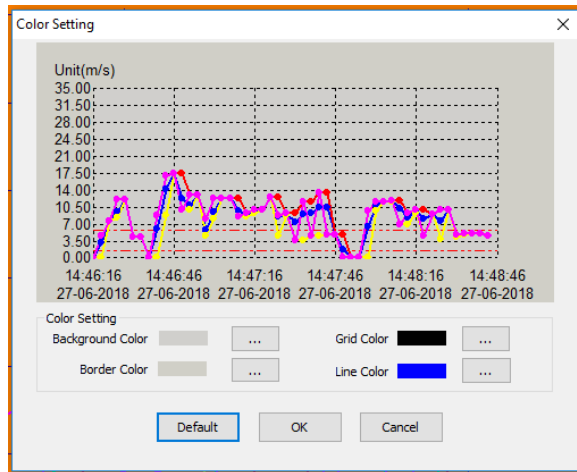 Color Setting
Unit(m/s)
35.00
31.50
28.00
24.50
21.00
17.50
14.00
10.50
7.00
3.50
0.00
14:46:16 14:46:46 14:47:16 14:47:46 14:48:16 14:48:46
27-06-2018 27-06-2018 27-06-2018 27-06-2018 27-06-2018 27-06-2018
Color Setting
Background Color ... Grid Color ...
Border Color ... Line Color ...
Default OK Cancel